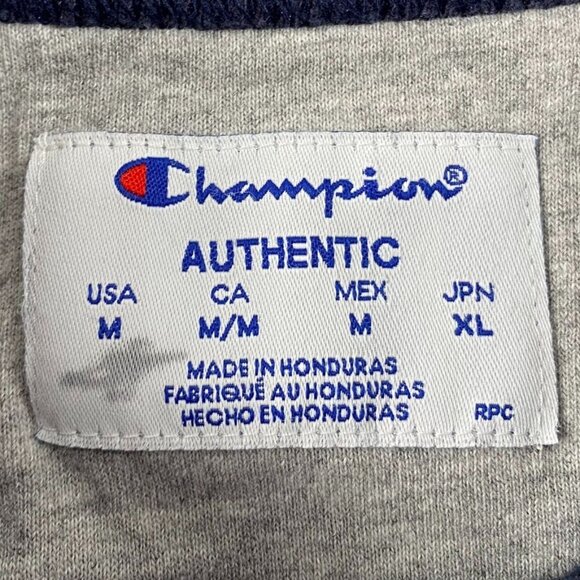 Champion®
AUTHENTIC
USA CA MEX JPN
M M/M M XL
MADE IN HONDURAS
FABRIQUÉ AU HONDURAS
HECHO EN HONDURAS RPC